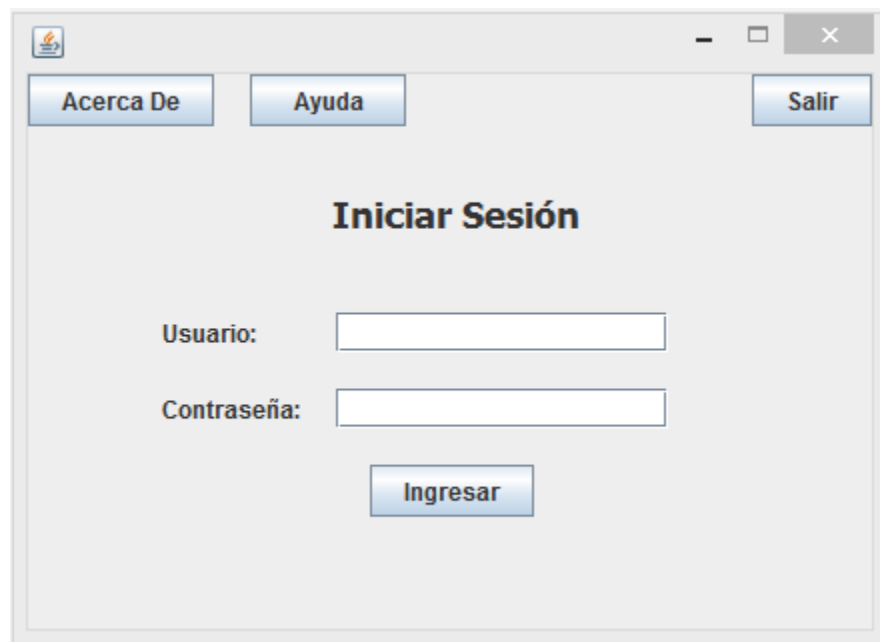 Acerca De Ayuda Salir
Iniciar Sesión
Usuario:
Contraseña:
Ingresar